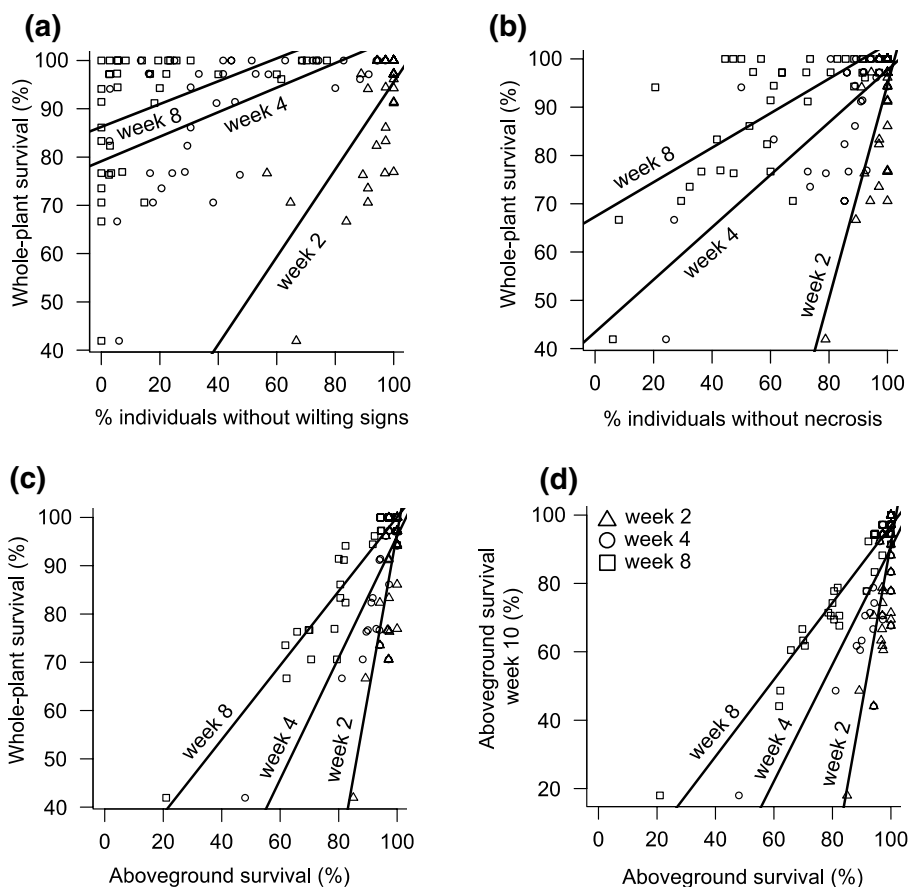 (a)
Whole-plant survival (%)
100
90
80
70
60
50
40
week 8
week 4
week 2
0 20 40 60 80 100
% individuals without wilting signs
(b)
Whole-plant survival (%)
100
90
80
70
60
50
40
week 8
week 4
week 2
0 20 40 60 80 100
% individuals without necrosis
(c)
Whole-plant survival (%)
100
90
80
70
60
50
40
week 8
week 4
week 2
0 20 40 60 80 100
Aboveground survival (%)
(d)
Aboveground survival
week 10 (%)
100
80
60
40
20
week 2
week 4
week 8
week 8
week 4
week 2
0 20 40 60 80 100
Aboveground survival (%)